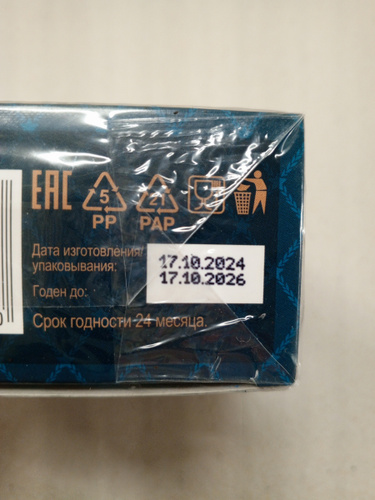 EAC 5 21
PP PAP
Дата изготовления/
упаковывания: 17.10.2024
Годен до: 17.10.2026
Срок годности 24 месяца.